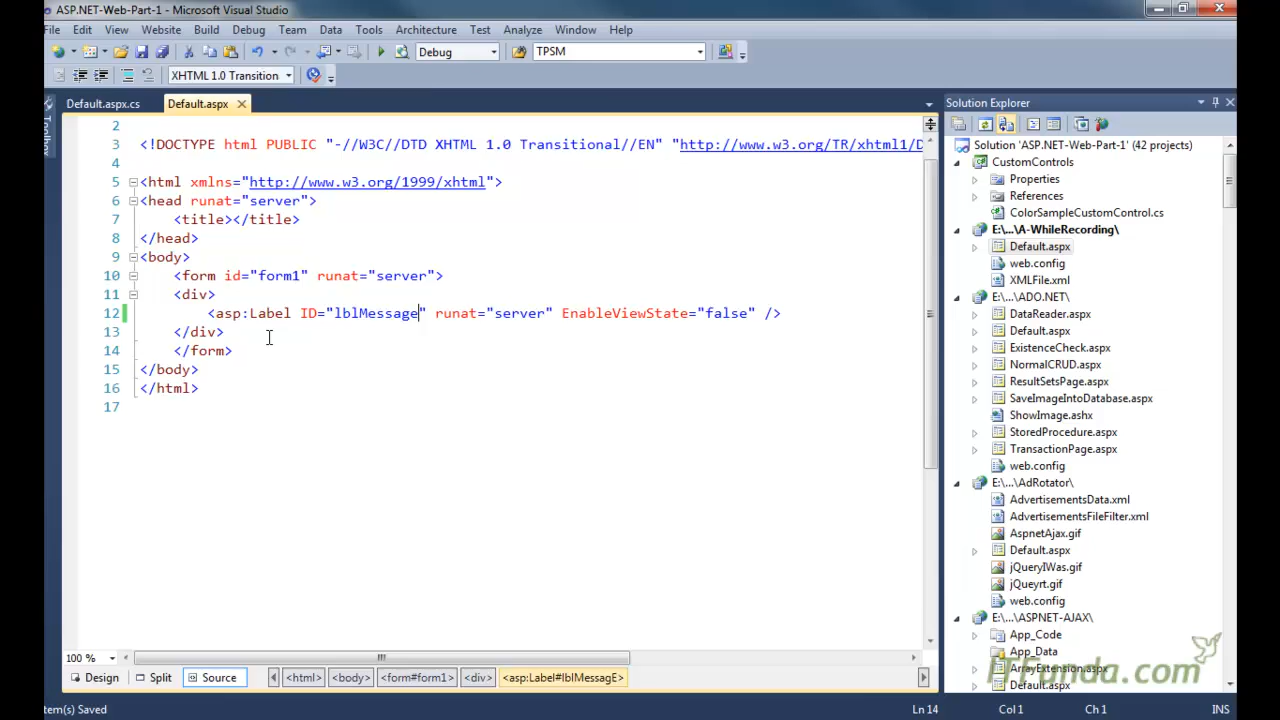 ASP.NET-Web-Part-1 - Microsoft Visual Studio
File Edit View Website Build Debug Team Data Tools Architecture Test Analyze Window Help
Debug TPSM
XHTML 1.0 Transition
Default.aspx.cs Default.aspx
Toolbox
2
3 <!DOCTYPE html PUBLIC "-//W3C//DTD XHTML 1.0 Transitional//EN" "http://www.w3.org/TR/xhtml1/D
4
5 <html xmlns="http://www.w3.org/1999/xhtml">
6 <head runat="server">
7 <title></title>
8 </head>
9 <body>
10 <form id="form1" runat="server">
11 <div>
12 <asp:Label ID="lblMessage" runat="server" EnableViewState="false" />
13 </div>
14 </form>
15 </body>
16 </html>
17
100 %
Design Split Source <html> <body> <form#form1> <div> <asp:Label#lblMessagE>
tem(s) Saved Ln 14 Col 1 Ch 1 INS
Solution Explorer
Solution 'ASP.NET-Web-Part-1' (42 projects)
CustomControls
Properties
References
ColorSampleCustomControl.cs
E:\...\A-WhileRecording\
Default.aspx
web.config
XMLFile.xml
E:\...\ADO.NET\
DataReader.aspx
Default.aspx
ExistenceCheck.aspx
NormalCRUD.aspx
ResultSetsPage.aspx
SaveImageIntoDatabase.aspx
ShowImage.ashx
StoredProcedure.aspx
TransactionPage.aspx
web.config
E:\...\AdRotator\
AdvertisementsData.xml
AdvertisementsFileFilter.xml
AspnetAjax.gif
Default.aspx
jQueryIWas.gif
jQueyrt.gif
web.config
E:\...\ASPNET-AJAX\
App_Code
App_Data
ArrayExtension.aspx
Default.aspx
ITFunda.com